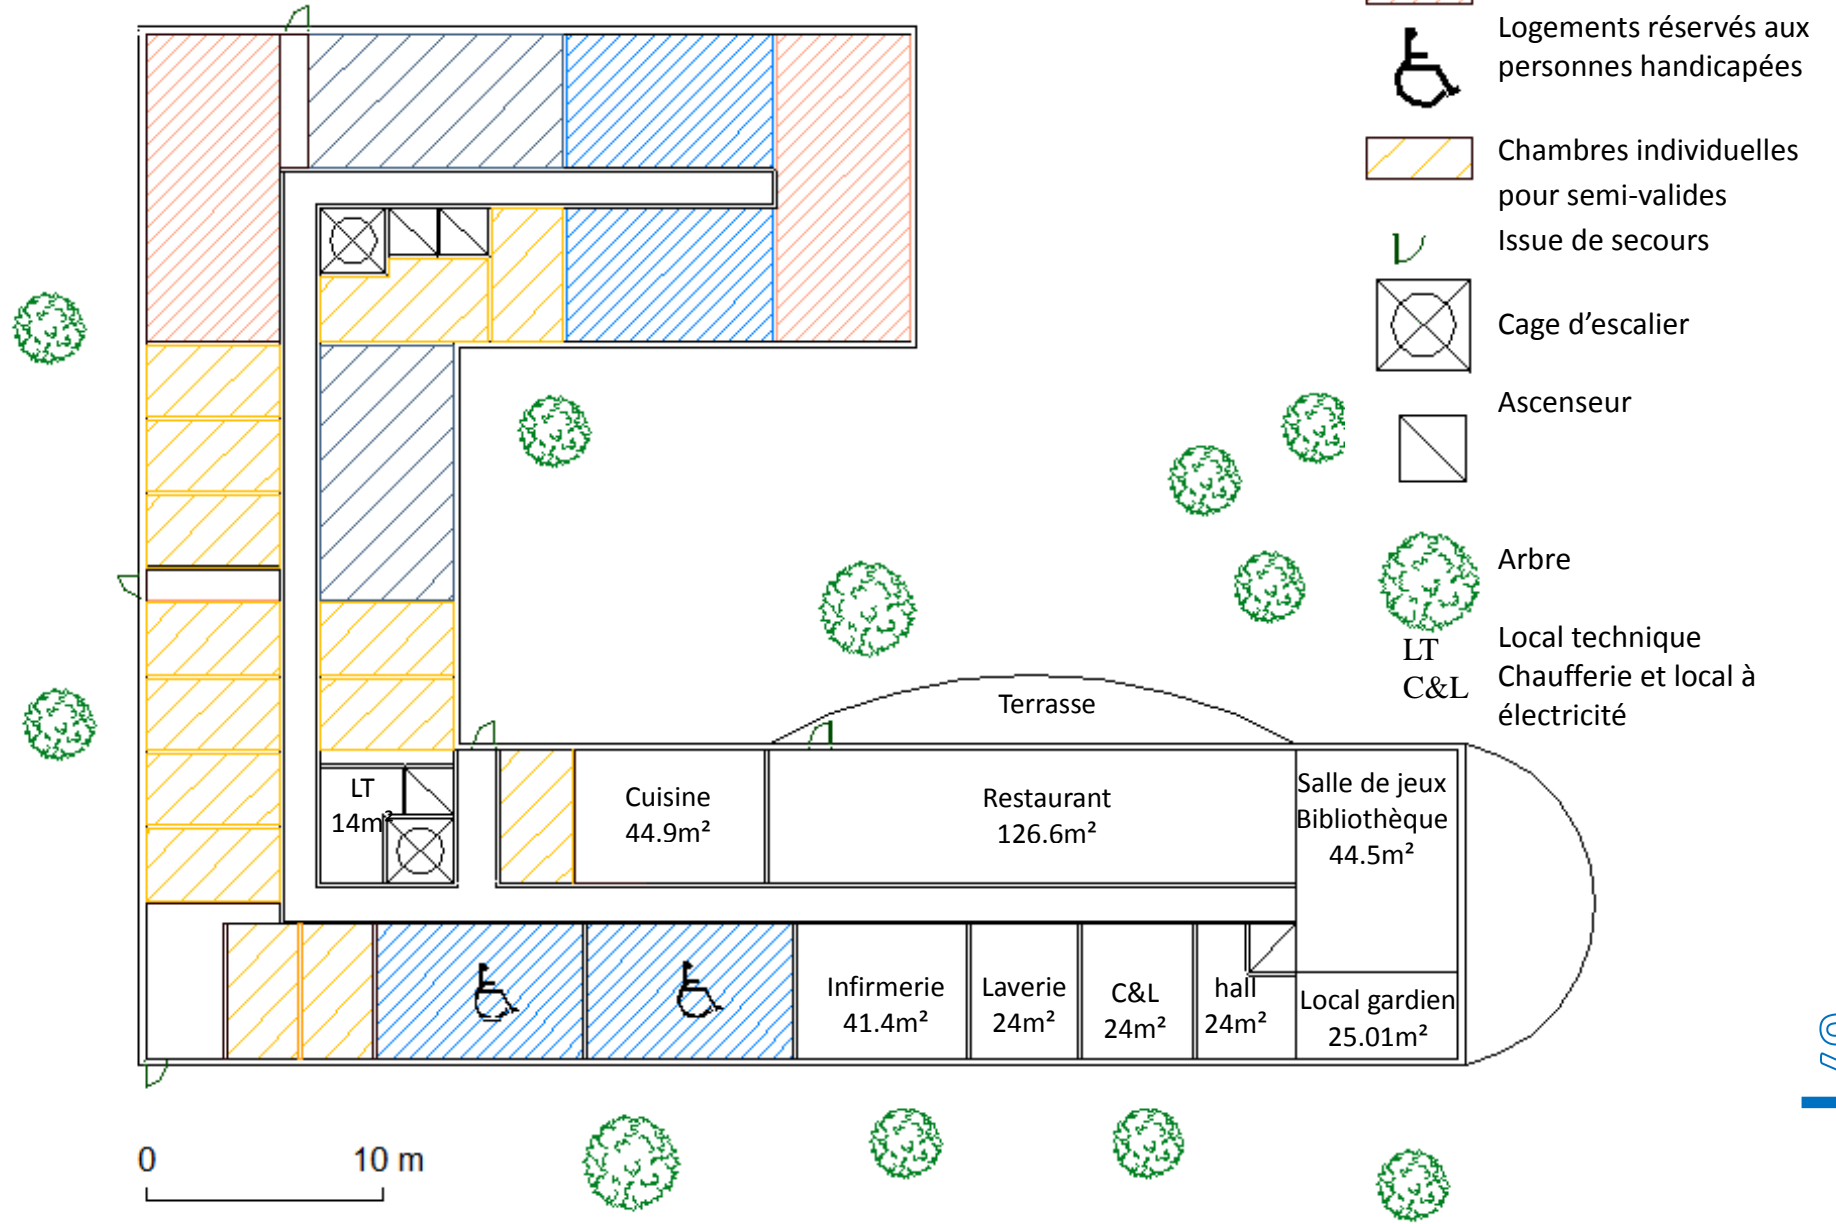 Logements réservés aux
personnes handicapées
Chambres individuelles
pour semi-valides
Issue de secours
Cage d'escalier
Ascenseur
Arbre
LT
Local technique
C&L
Chaufferie et local à
électricité
Terrasse
LT
14m²
Cuisine
44.9m²
Restaurant
126.6m²
Salle de jeux
Bibliothèque
44.5m²
Infirmerie
41.4m²
Laverie
24m²
C&L
24m²
hall
24m²
Local gardien
25.01m²
0
10 m